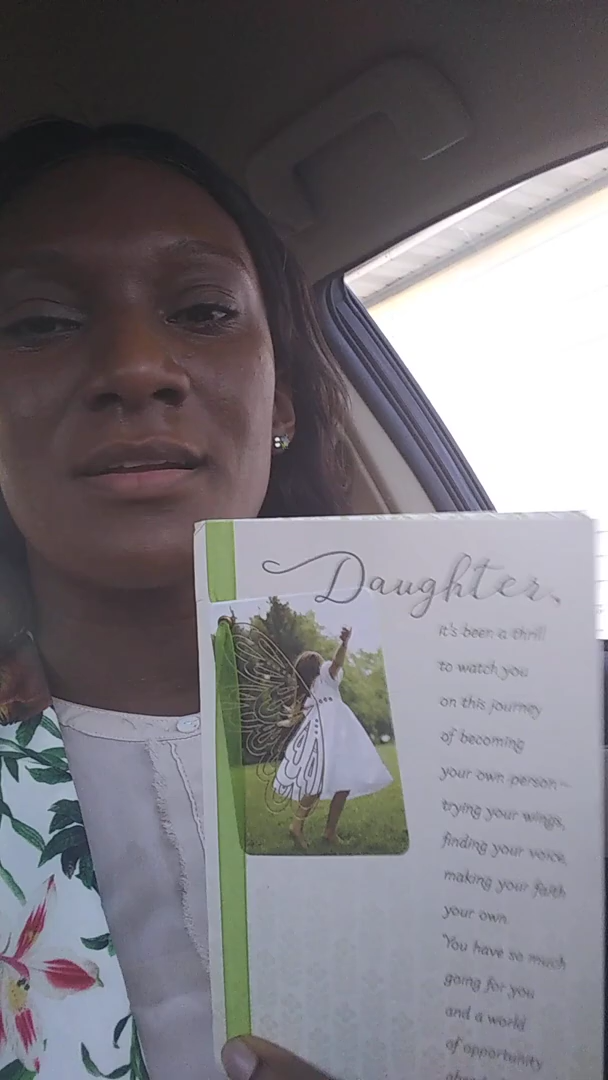 Daughter,
it's been a thrill
to watch you
on this journey
of becoming
your own person—
trying your wings,
finding your voice,
making your faith
your own.
You have so much
going for you
and a world
of opportunity